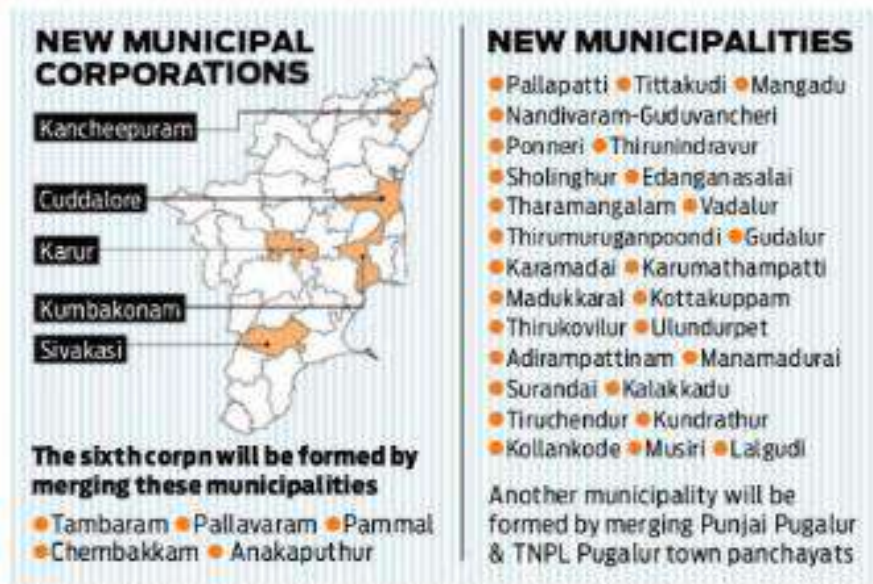 NEW MUNICIPAL
CORPORATIONS
Kancheepuram
Cuddalore
Karur
Kumbakonam
Sivakasi
The sixth corpn will be formed by
merging these municipalities
Tambaram Pallavaram Pammal
Chembakkam Anakaputhur
NEW MUNICIPALITIES
Pallapatti Tittakudi Mangadu
Nandivaram-Guduvancheri
Ponneri Thirunindravur
Sholinghur Edanganasalai
Tharamangalam Vadalur
Thirumuruganpoondi Gudalur
Karamadai Karumathampatti
Madukkarai Kottakuppam
Thirukovilur Ulundurpet
Adirampattinam Manamadurai
Surandai Kalakkadu
Tiruchendur Kundrathur
Kollankode Musiri Lalgudi
Another municipality will be
formed by merging Punjai Pugalur
& TNPL Pugalur town panchayats